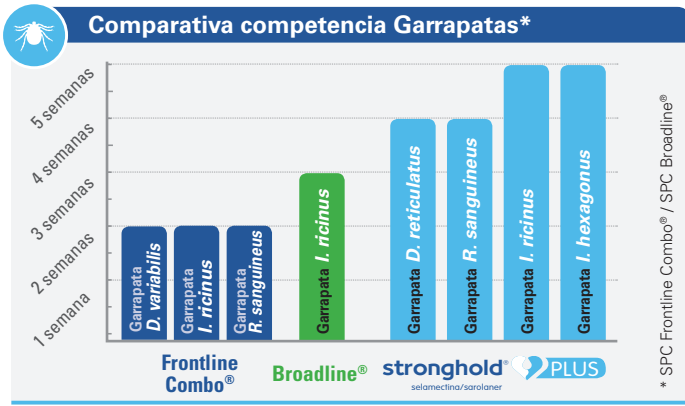 Comparativa competencia Garrapatas*
5 semanas
4 semanas
3 semanas
2 semanas
1 semana
Garrapata
D. variabilis
Garrapata
I. ricinus
Garrapata
R. sanguineus
Garrapata I. ricinus
Garrapata D. reticulatus
Garrapata R. sanguineus
Garrapata I. ricinus
Garrapata I. hexagonus
Frontline
Combo®
Broadline®
stronghold® PLUS
selamectina/sarolaner
* SPC Frontline Combo® / SPC Broadline®